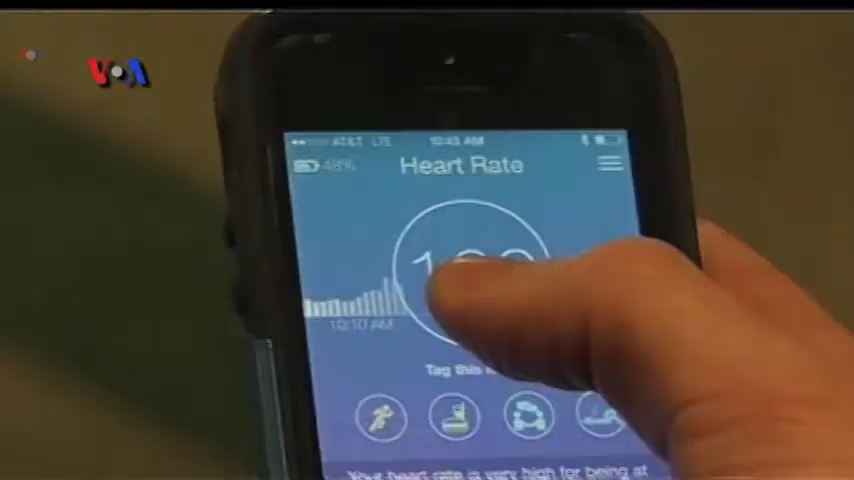 VOA
AT&T LTE 10:43 AM
48% Heart Rate
10:10 AM
Tag this
Your heart rate is very high for being at